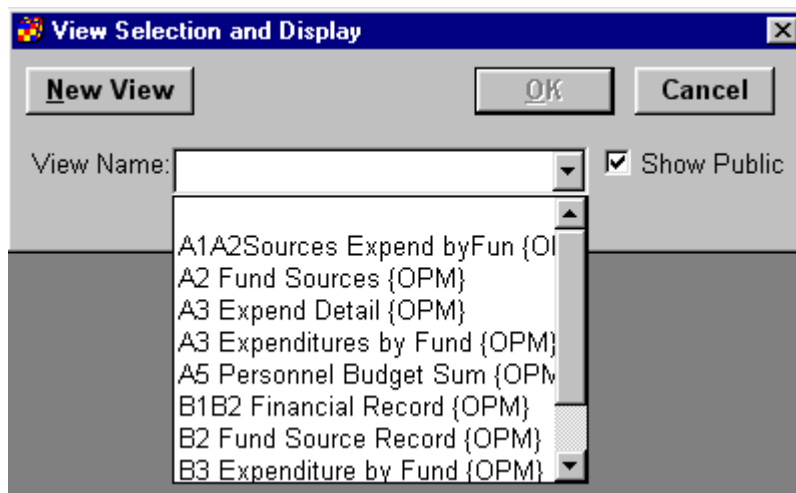 View Selection and Display
New View OK Cancel
View Name: Show Public
A1A2Sources Expend byFun {OI
A2 Fund Sources {OPM}
A3 Expend Detail {OPM}
A3 Expenditures by Fund {OPM}
A5 Personnel Budget Sum {OPM
B1B2 Financial Record {OPM}
B2 Fund Source Record {OPM}
B3 Expenditure by Fund {OPM}